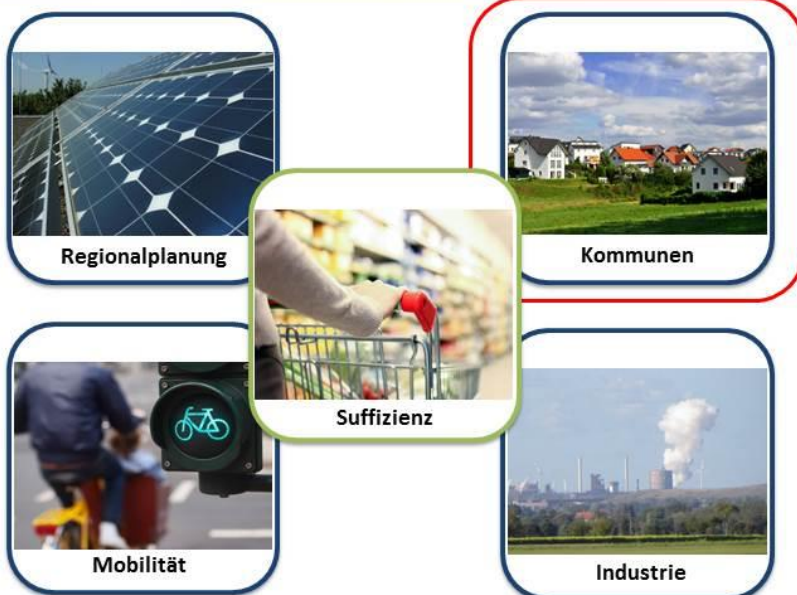 Regionalplanung
Kommunen
Suffizienz
Mobilität
Industrie